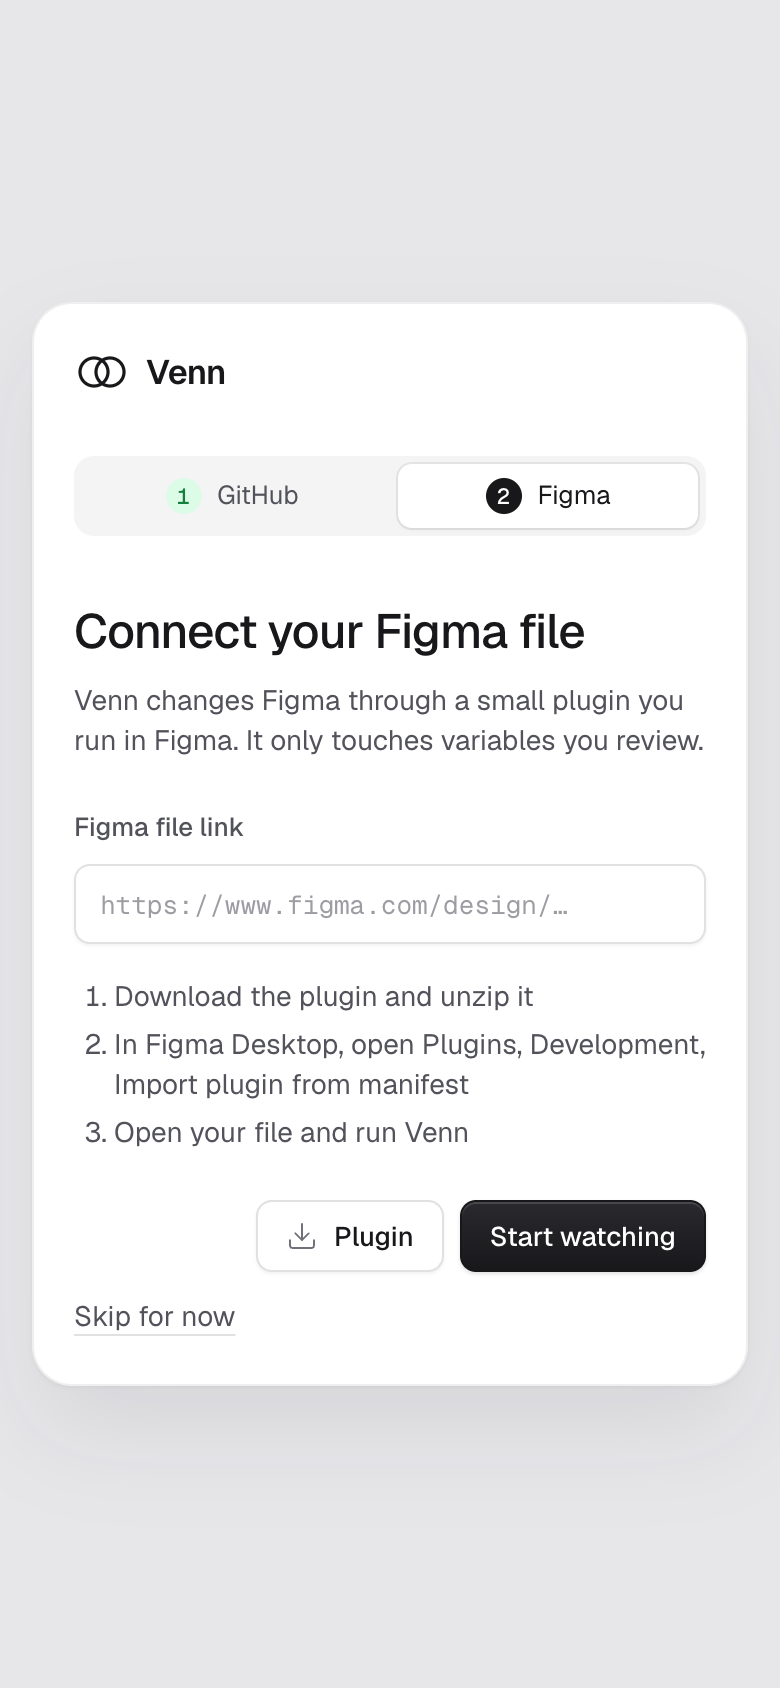 Venn
1 GitHub
2 Figma
Connect your Figma file
Venn changes Figma through a small plugin you
run in Figma. It only touches variables you review.
Figma file link
https://www.figma.com/design/…
1. Download the plugin and unzip it
2. In Figma Desktop, open Plugins, Development,
Import plugin from manifest
3. Open your file and run Venn
Plugin
Start watching
Skip for now